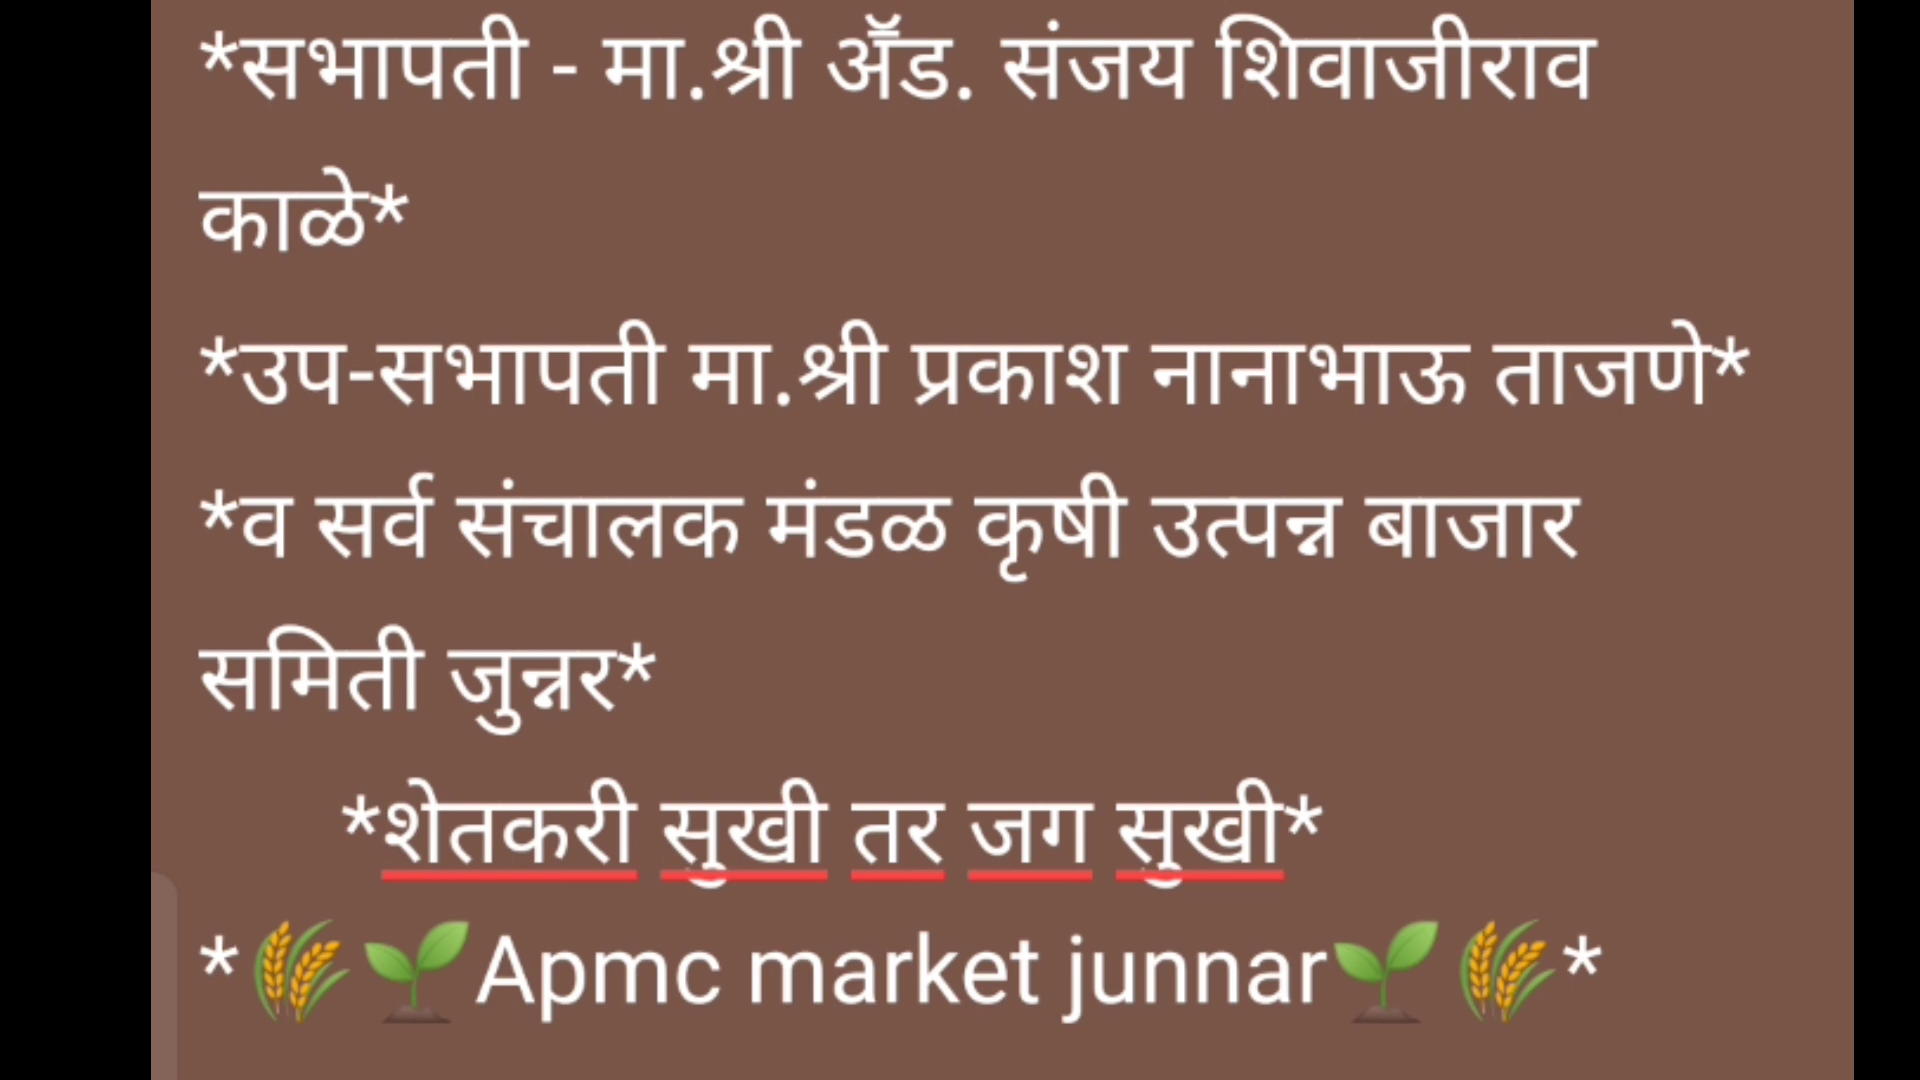 *सभापती - मा.श्री ॲंड. संजय शिवाजीराव
काळे*
*उप-सभापती मा.श्री प्रकाश नानाभाऊ ताजणे*
*व सर्व संचालक मंडळ कृषी उत्पन्न बाजार
समिती जुन्नर*
*शेतकरी सुखी तर जग सुखी*
*🌾🌱Apmc market junnar🌱🌾*